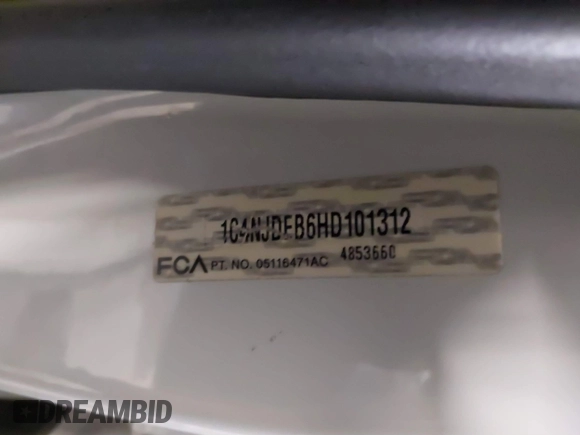 1C4NJDEB6HD101312
4853660
FCA PT. NO. 05116471AC
DREAMBID